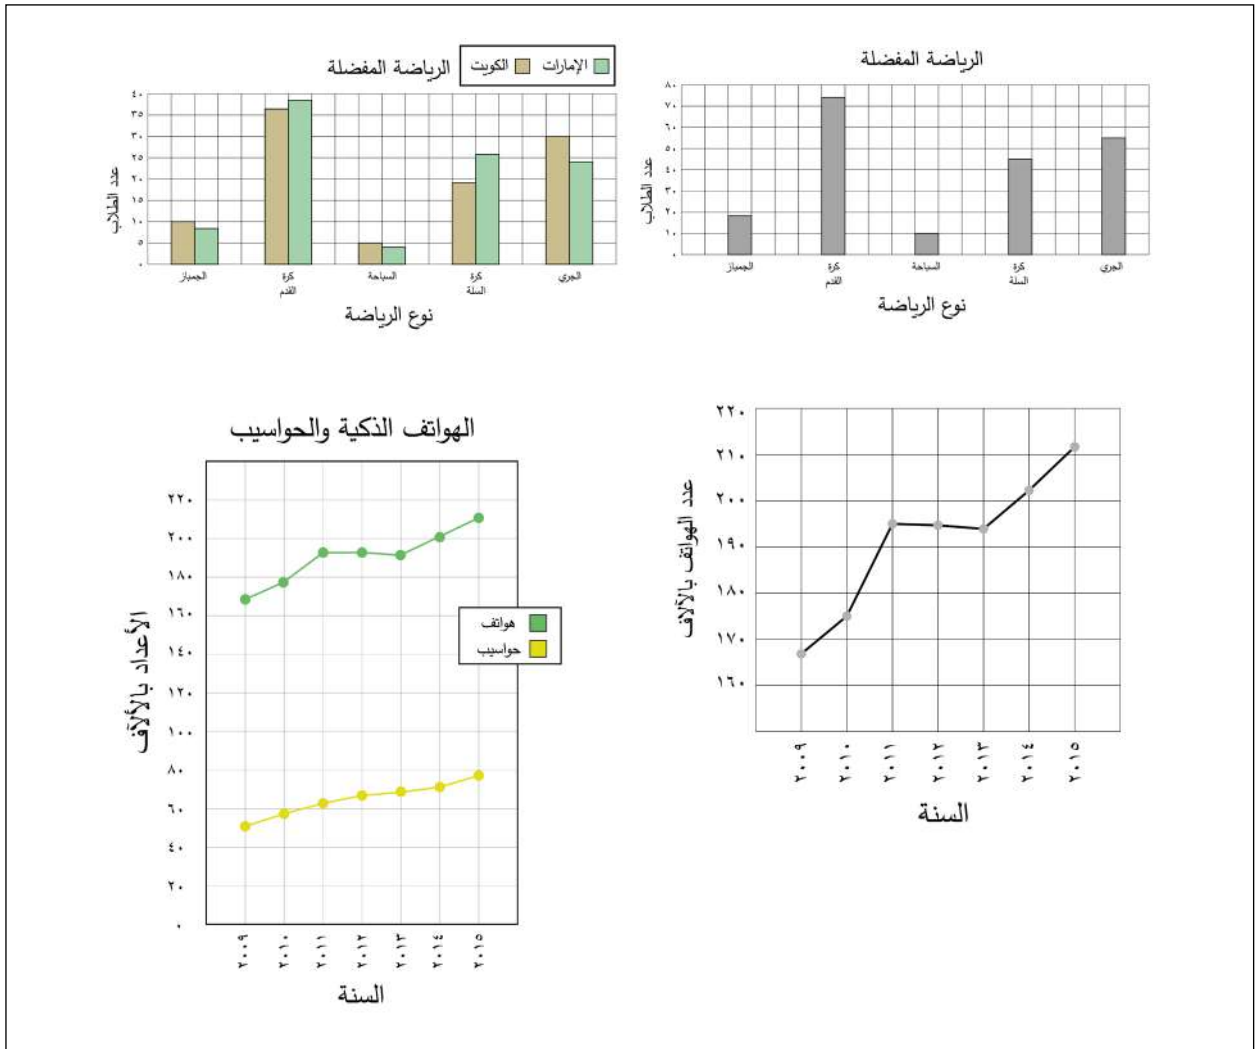 الرياضة المفضلة
عدد الطلاب
٨٠
٧٠
٦٠
٥٠
٤٠
٣٠
٢٠
١٠
٠
الجمباز
كرة القدم
السباحة
كرة السلة
الجري
نوع الرياضة
الرياضة المفضلة
الكويت
الإمارات
عدد الطلاب
٤٠
٣٥
٣٠
٢٥
٢٠
١٥
١٠
٥
٠
الجمباز
كرة القدم
السباحة
كرة السلة
الجري
نوع الرياضة
عدد الهواتف بالآلاف
٢٢٠
٢١٠
٢٠٠
١٩٠
١٨٠
١٧٠
١٦٠
٢٠٠٩
٢٠١٠
٢٠١١
٢٠١٢
٢٠١٣
٢٠١٤
٢٠١٥
السنة
الهواتف الذكية والحواسيب
الأعداد بالألآف
٢٢٠
٢٠٠
١٨٠
١٦٠
١٤٠
١٢٠
١٠٠
٨٠
٦٠
٤٠
٢٠
٠
هواتف
حواسيب
٢٠٠٩
٢٠١٠
٢٠١١
٢٠١٢
٢٠١٣
٢٠١٤
٢٠١٥
السنة